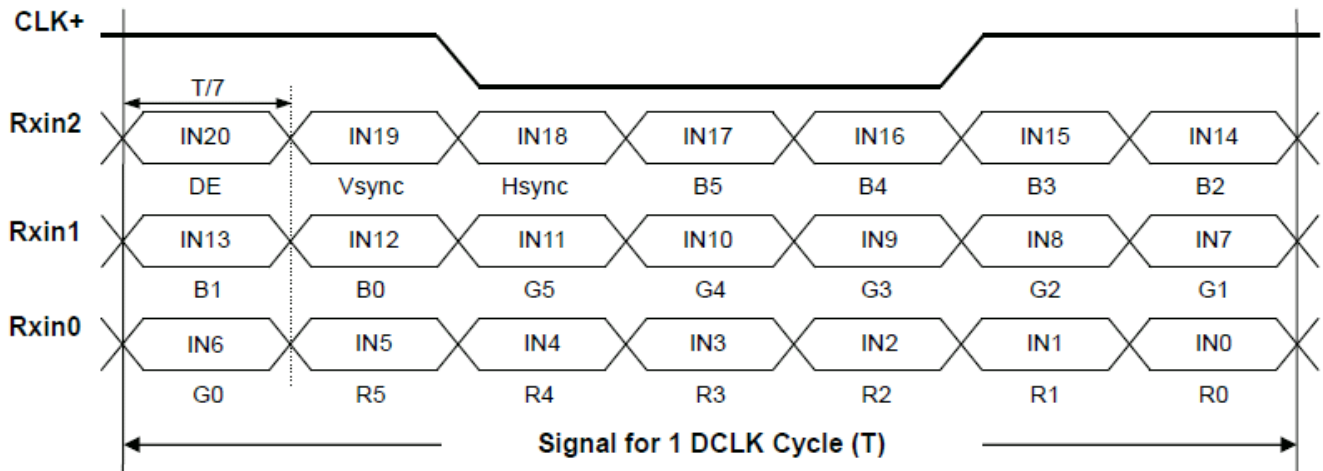 CLK+
T/7
Rxin2 IN20 IN19 IN18 IN17 IN16 IN15 IN14
DE Vsync Hsync B5 B4 B3 B2
Rxin1 IN13 IN12 IN11 IN10 IN9 IN8 IN7
B1 B0 G5 G4 G3 G2 G1
Rxin0 IN6 IN5 IN4 IN3 IN2 IN1 IN0
G0 R5 R4 R3 R2 R1 R0
Signal for 1 DCLK Cycle (T)